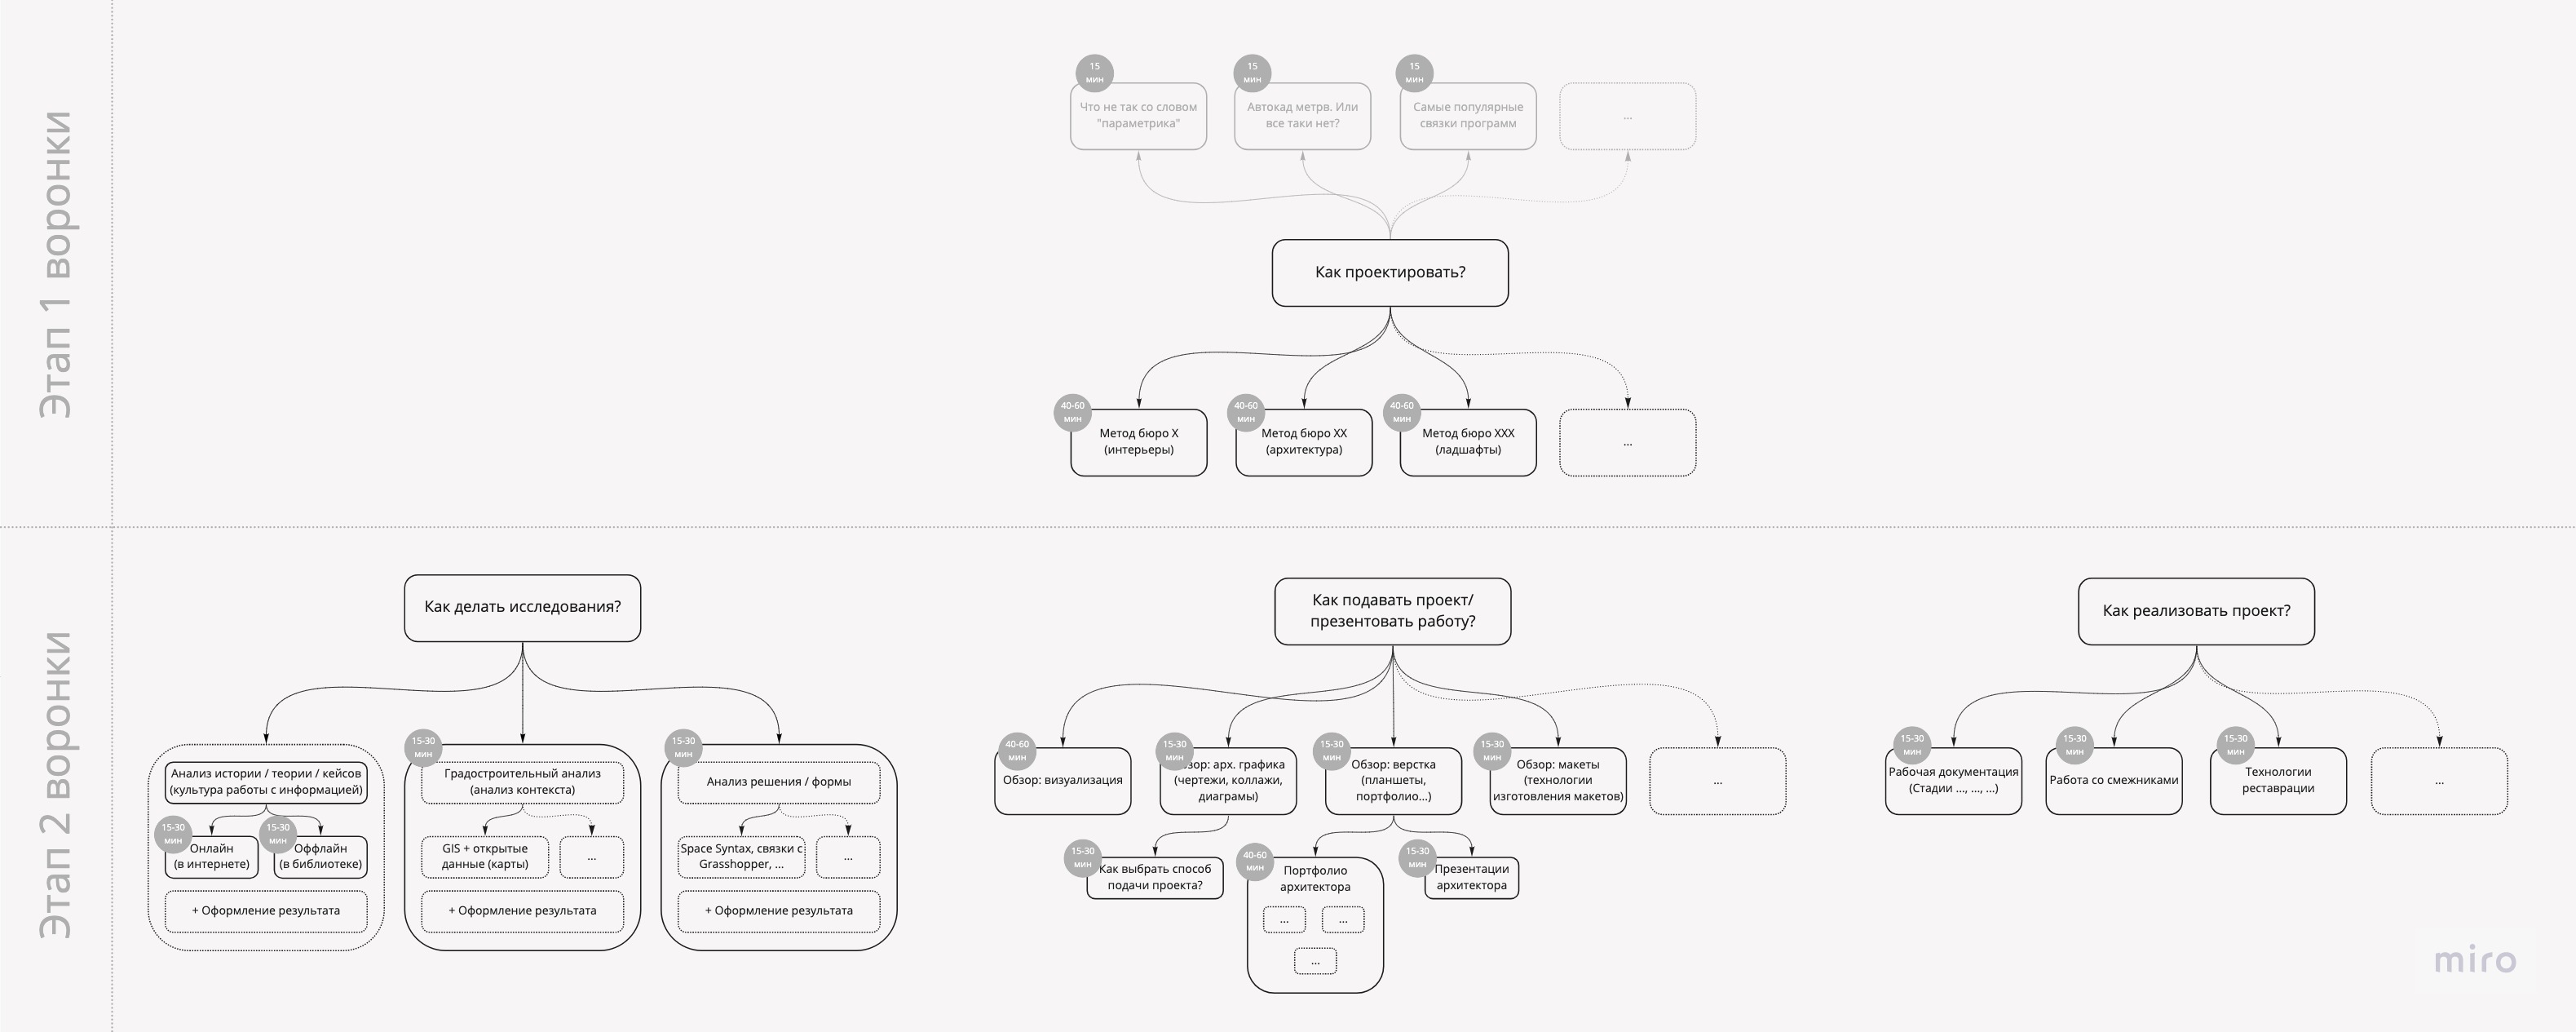 Этап 1 воронки
15
мин
Что не так со словом
"параметрика"
15
мин
Автокад метрв. Или
все таки нет?
15
мин
Самые популярные
связки программ
...
Как проектировать?
40-60
мин
Метод бюро X
(интерьеры)
40-60
мин
Метод бюро XX
(архитектура)
40-60
мин
Метод бюро XXX
(ладшафты)
...
Этап 2 воронки
Как делать исследования?
Анализ истории / теории / кейсов
(культура работы с информацией)
15-30
мин
Онлайн
(в интернете)
15-30
мин
Оффлайн
(в библиотеке)
+ Оформление результата
15-30
мин
Градостроительный анализ
(анализ контекста)
GIS + открытые
данные (карты)
...
+ Оформление результата
15-30
мин
Анализ решения / формы
Space Syntax, связки с
Grasshopper, ...
...
+ Оформление результата
Как подавать проект/
презентовать работу?
40-60
мин
Обзор: визуализация
15-30
мин
зор: арх. графика
(чертежи, коллажи,
диаграмы)
15-30
мин
Обзор: верстка
(планшеты,
портфолио...)
15-30
мин
Обзор: макеты
(технологии
изготовления макетов)
...
15-30
мин
Как выбрать способ
подачи проекта?
40-60
мин
Портфолио
архитектора
...
...
...
15-30
мин
Презентации
архитектора
Как реализовать проект?
15-30
мин
Рабочая документация
(Стадии ..., ..., ...)
15-30
мин
Работа со смежниками
15-30
мин
Технологии
реставрации
...
miro